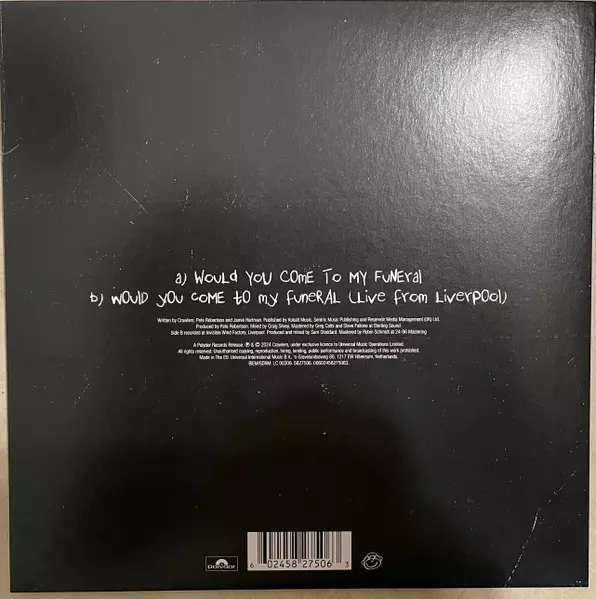 a) WOULD YOU COME TO MY FUNERAL
b) WOULD YOU COME TO MY FUNERAL (LIVE FROM LIVERPOOL)
Written by Crawlers, Pete Robertson and Jamie Hartman. Published by Kobalt Music, Sentric Music Publishing and Reservoir Media Management (UK) Ltd.
Produced by Pete Robertson. Mixed by Craig Silvey. Mastered by Greg Calbi and Steve Fallone at Sterling Sound.
Side B recorded at Invisible Wind Factory, Liverpool. Produced and mixed by Sam Goddard. Mastered by Robin Schmidt at 24-96 Mastering
A Polydor Records Release. ℗ & © 2024 Crawlers, under exclusive licence to Universal Music Operations Limited.
All rights reserved. Unauthorised copying, reproduction, hiring, lending, public performance and broadcasting of this work prohibited.
Made in The EU. Universal International Music B.V., 's-Gravelandseweg 80, 1217 EW Hilversum, Netherlands.
BIEM/SDRM. LC 00309. 5827506. 00602458275063.
Polydor
6 02458 27506 3